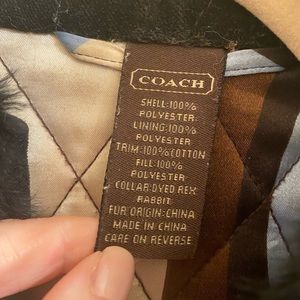 COACH
SHELL:100%
POLYESTER
LINING:100%
POLYESTER
TRIM:100%COTTON
FILL:100%
POLYESTER
COLLAR:DYED REX
RABBIT
FUR ORIGIN:CHINA
MADE IN CHINA
CARE ON REVERSE